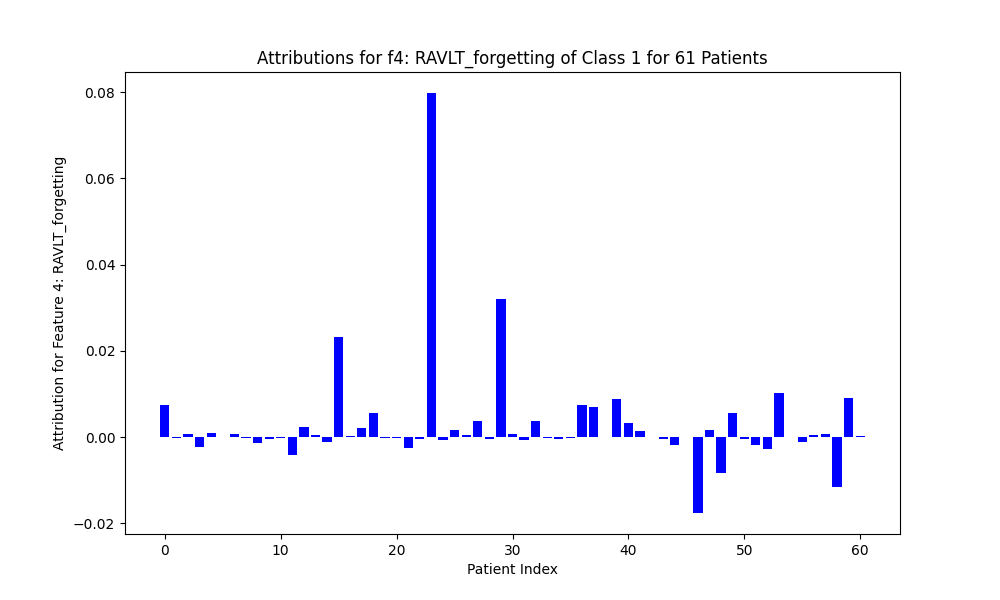 Attributions for f4: RAVLT_forgetting of Class 1 for 61 Patients
Attribution for Feature 4: RAVLT_forgetting
0.08
0.06
0.04
0.02
0.00
−0.02
0 10 20 30 40 50 60
Patient Index